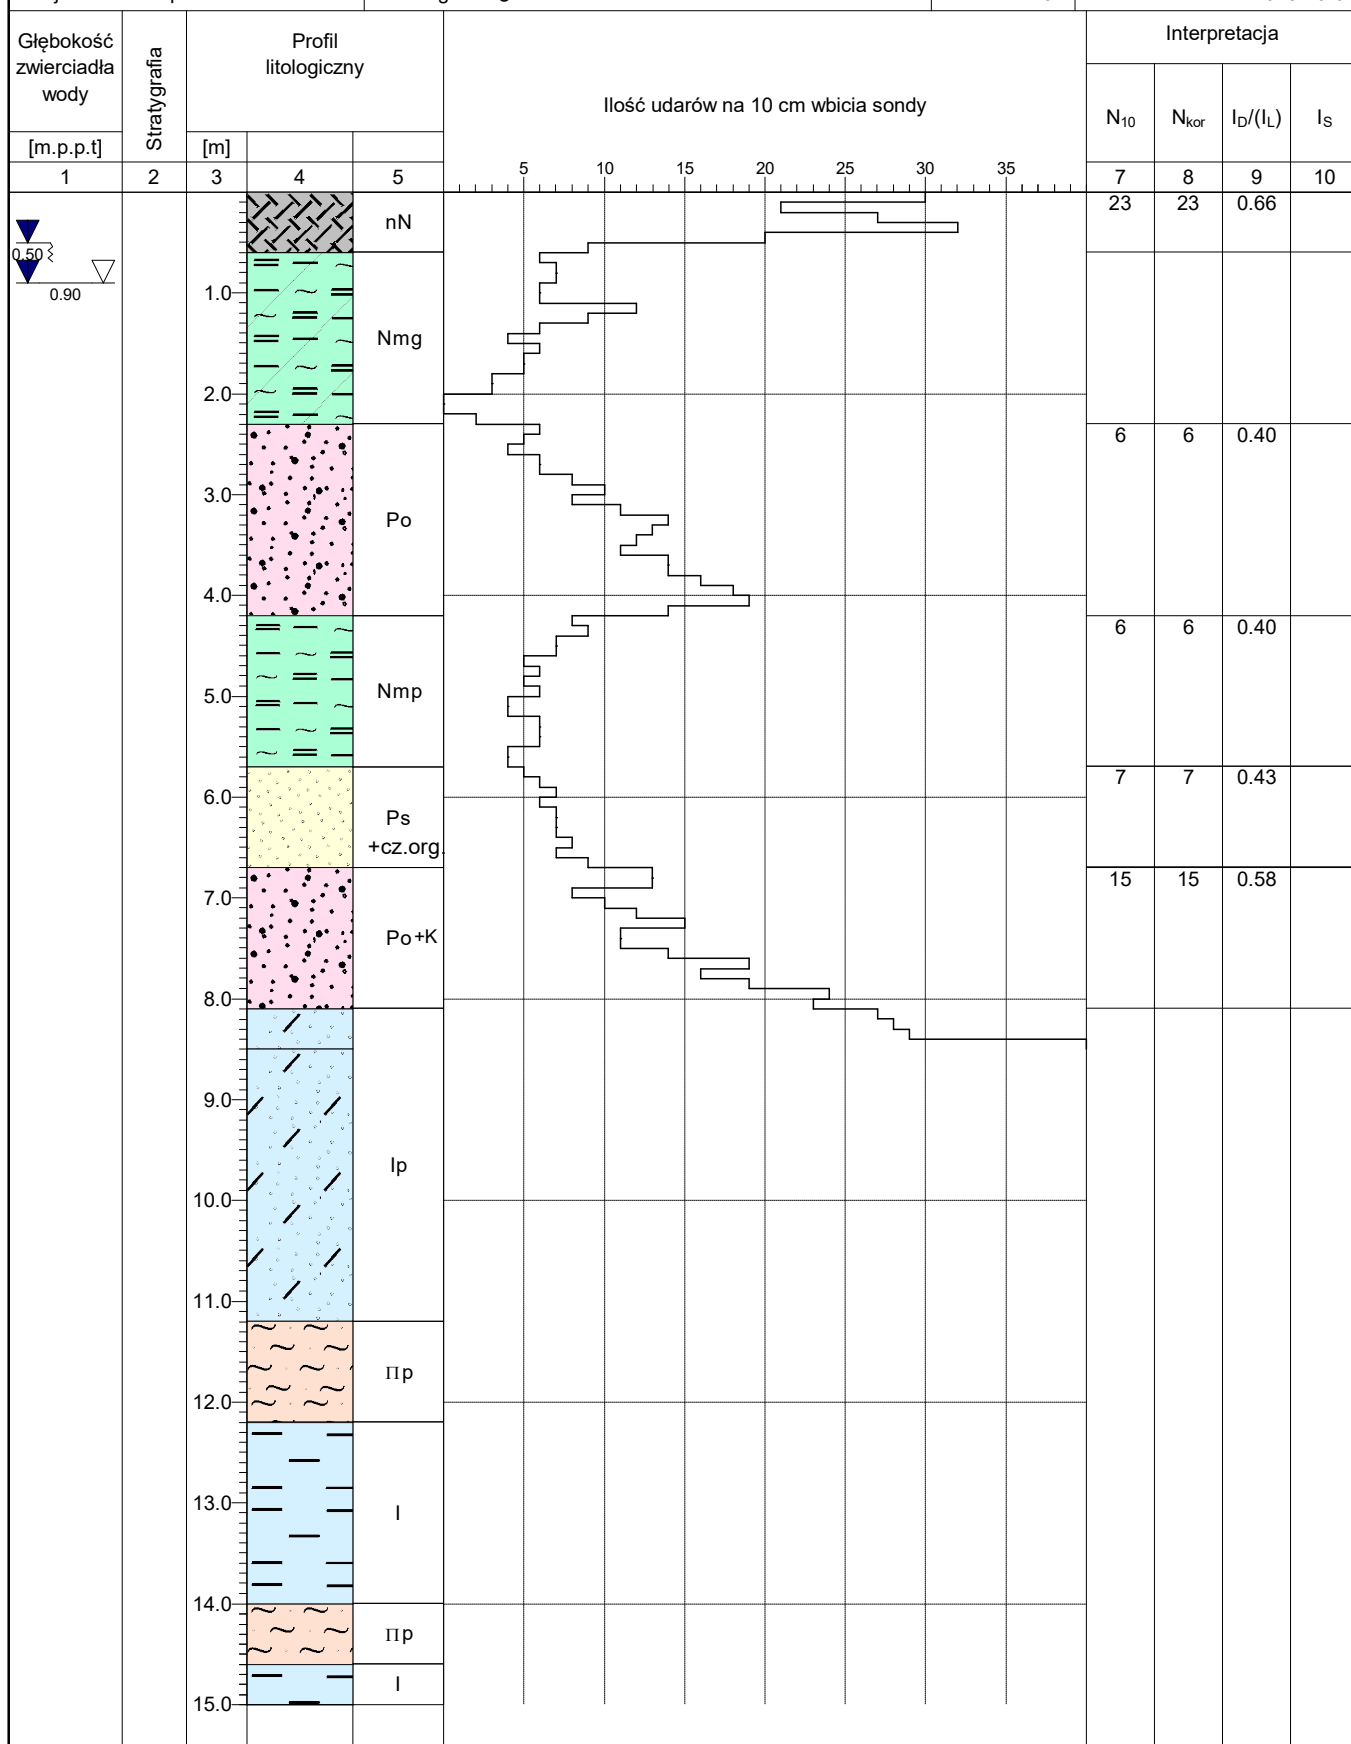 Głębokość
zwierciadła
wody
[m.p.p.t]
Stratygrafia
Profil
litologiczny
[m]
Ilość udarów na 10 cm wbicia sondy
Interpretacja
N10
Nkor
ID/(IL)
IS
5 10 15 20 25 30 35
1 2 3 4 5 7 8 9 10
nN 23 23 0.66
0.50
0.90
1.0
Nmg
2.0
6 6 0.40
3.0
Po
4.0
6 6 0.40
Nmp
5.0
7 7 0.43
6.0
Ps
+cz.org.
15 15 0.58
7.0
Po+K
8.0
9.0
Ip
10.0
11.0
Πp
12.0
13.0
I
14.0
Πp
I
15.0